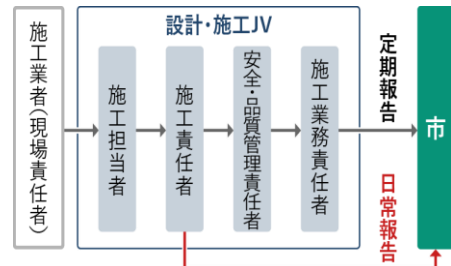 施工業者（現場責任者）
設計・施工JV
施工担当者
施工責任者
安全・品質管理責任者
施工業務責任者
定期報告
日常報告
市